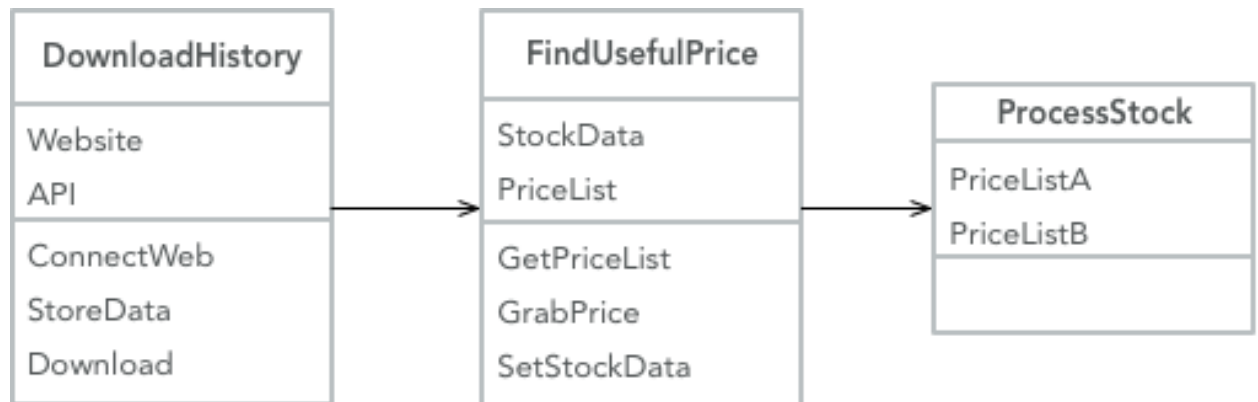 DownloadHistory
Website
API
ConnectWeb
StoreData
Download
FindUsefulPrice
StockData
PriceList
GetPriceList
GrabPrice
SetStockData
ProcessStock
PriceListA
PriceListB